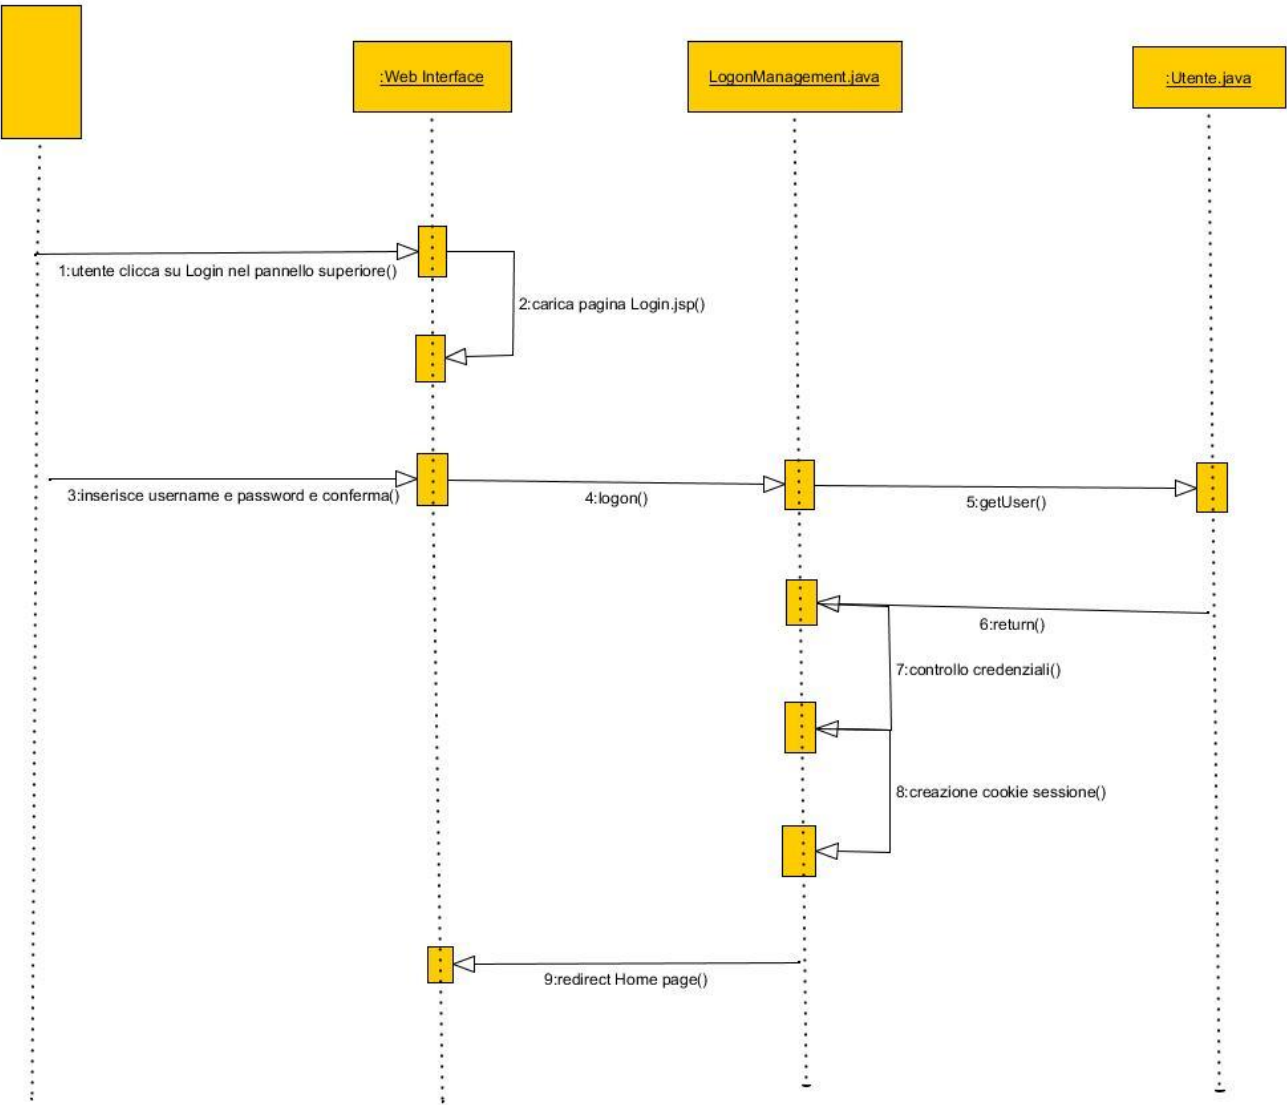 :Web Interface
LogonManagement.java
:Utente.java
1:utente clicca su Login nel pannello superiore()
2:carica pagina Login.jsp()
3:inserisce username e password e conferma()
4:logon()
5:getUser()
6:return()
7:controllo credenziali()
8:creazione cookie sessione()
9:redirect Home page()